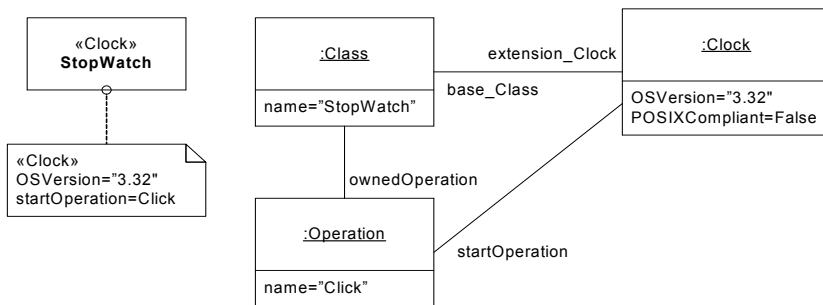 «Clock»
StopWatch
«Clock»
OSVersion=”3.32"
startOperation=Click
:Class
name=”StopWatch”
extension_Clock
base_Class
:Clock
OSVersion=”3.32"
POSIXCompliant=False
ownedOperation
:Operation
name=”Click”
startOperation